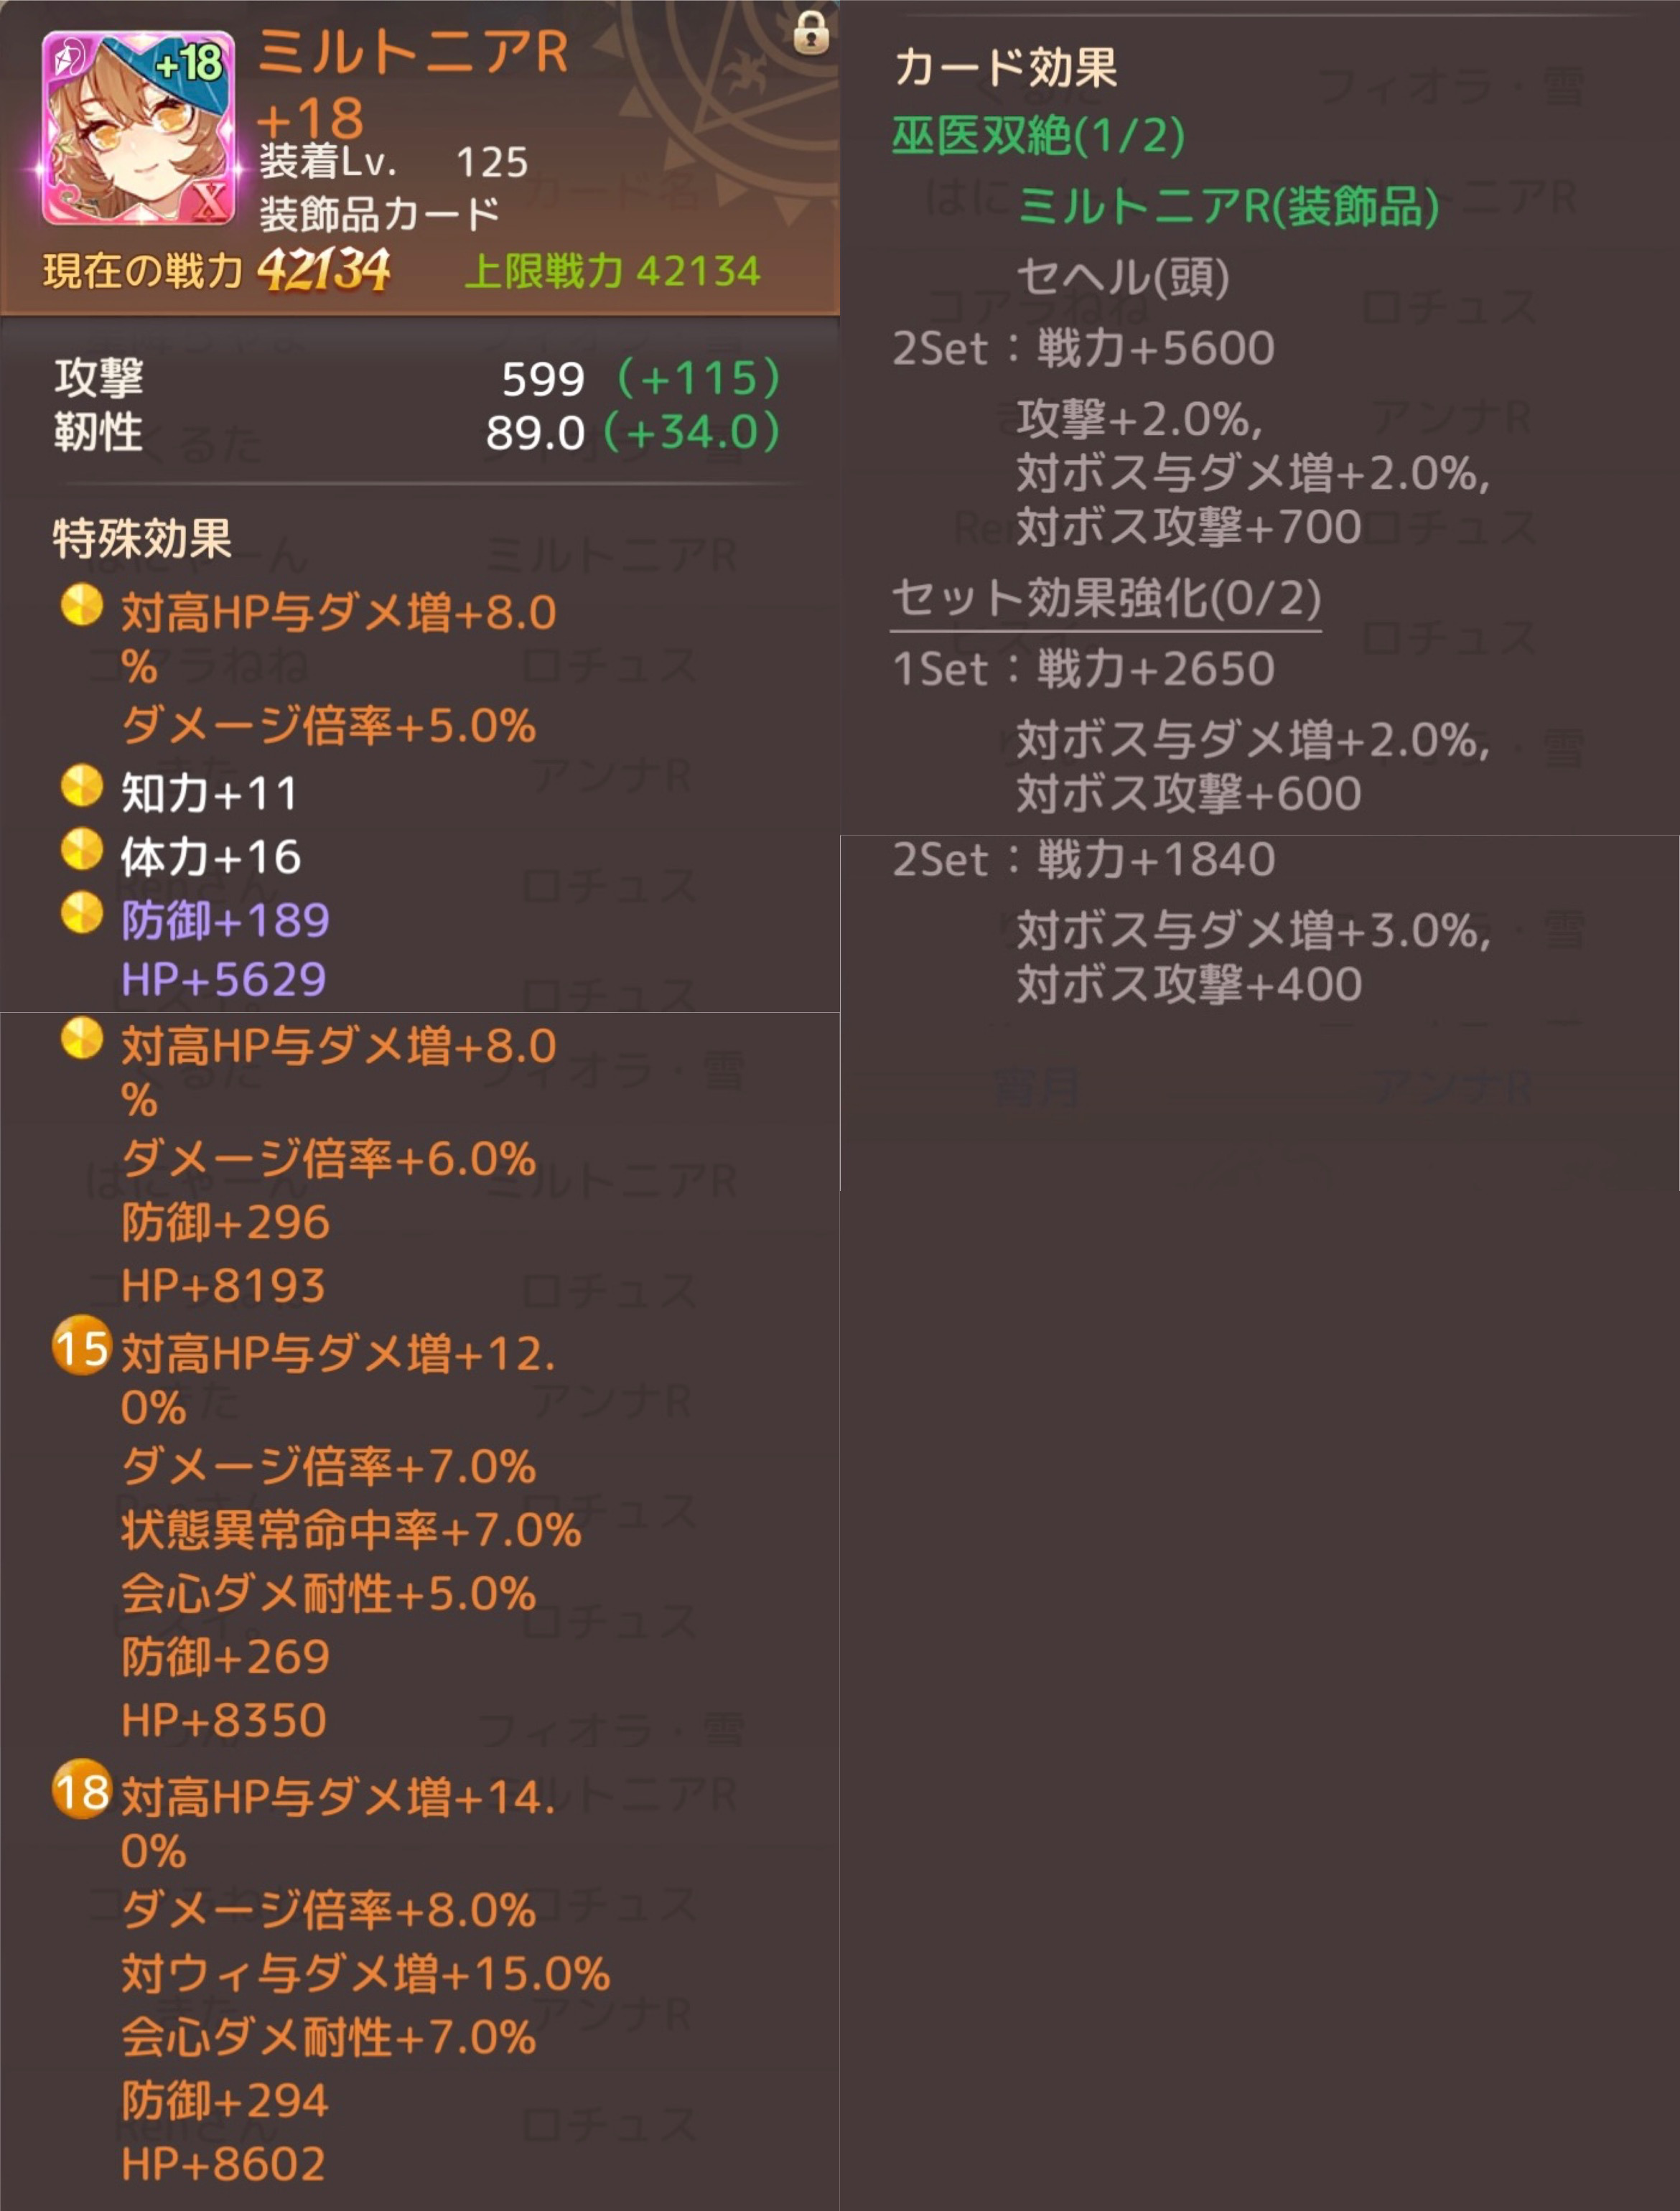 +18
ミルトニアR
+18
装着Lv. 125
装飾品カード
現在の戦力 42134 上限戦力 42134
攻撃 599 (+115)
靭性 89.0 (+34.0)
特殊効果
対高HP与ダメ増+8.0
%
ダメージ倍率+5.0%
知力+11
体力+16
防御+189
HP+5629
対高HP与ダメ増+8.0
%
ダメージ倍率+6.0%
防御+296
HP+8193
15 対高HP与ダメ増+12.
0%
ダメージ倍率+7.0%
状態異常命中率+7.0%
会心ダメ耐性+5.0%
防御+269
HP+8350
18 対高HP与ダメ増+14.
0%
ダメージ倍率+8.0%
対ウィ与ダメ増+15.0%
会心ダメ耐性+7.0%
防御+294
HP+8602
カード効果
巫医双絶(1/2)
ミルトニアR(装飾品)
セヘル(頭)
2Set：戦力+5600
攻撃+2.0%,
対ボス与ダメ増+2.0%,
対ボス攻撃+700
セット効果強化(0/2)
1Set：戦力+2650
対ボス与ダメ増+2.0%,
対ボス攻撃+600
2Set：戦力+1840
対ボス与ダメ増+3.0%,
対ボス攻撃+400
宵月 アンナR